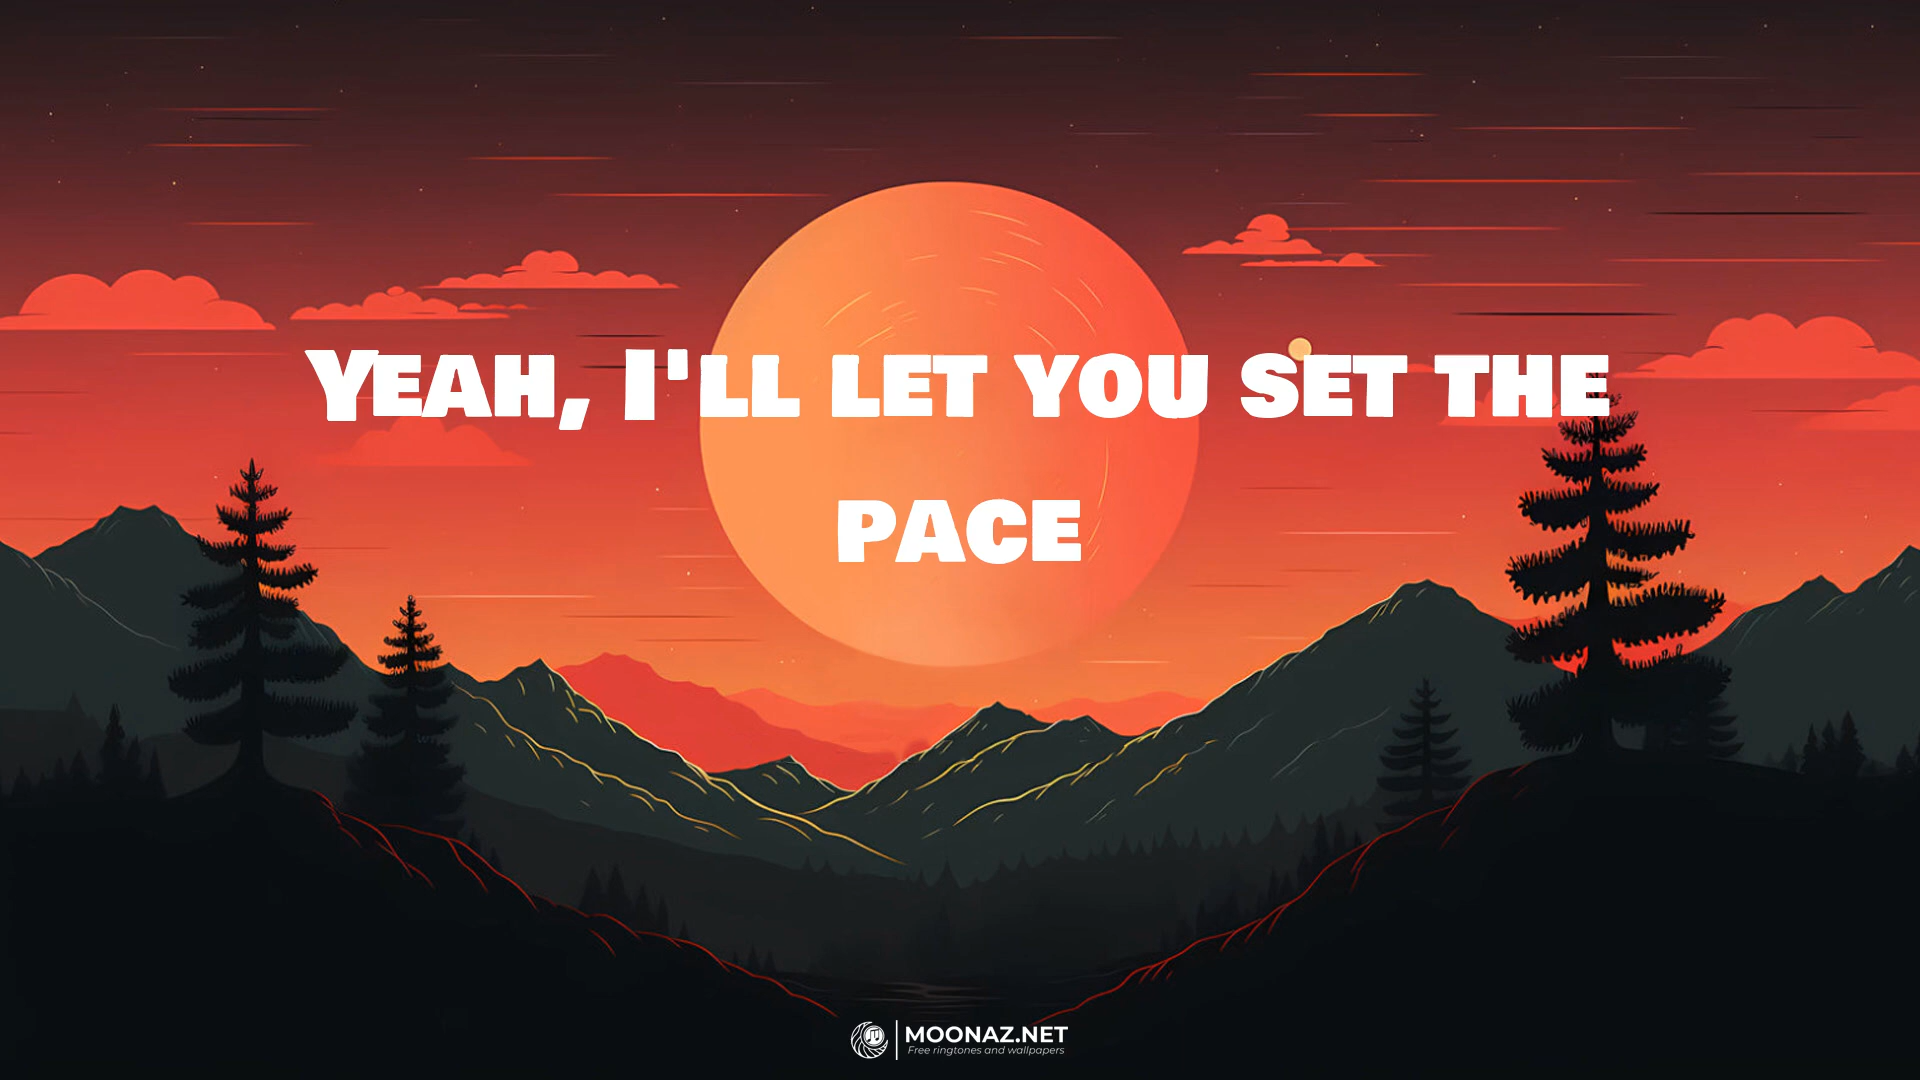 Yeah, I'll let you set the
pace
MOONAZ.NET
Free ringtones and wallpapers